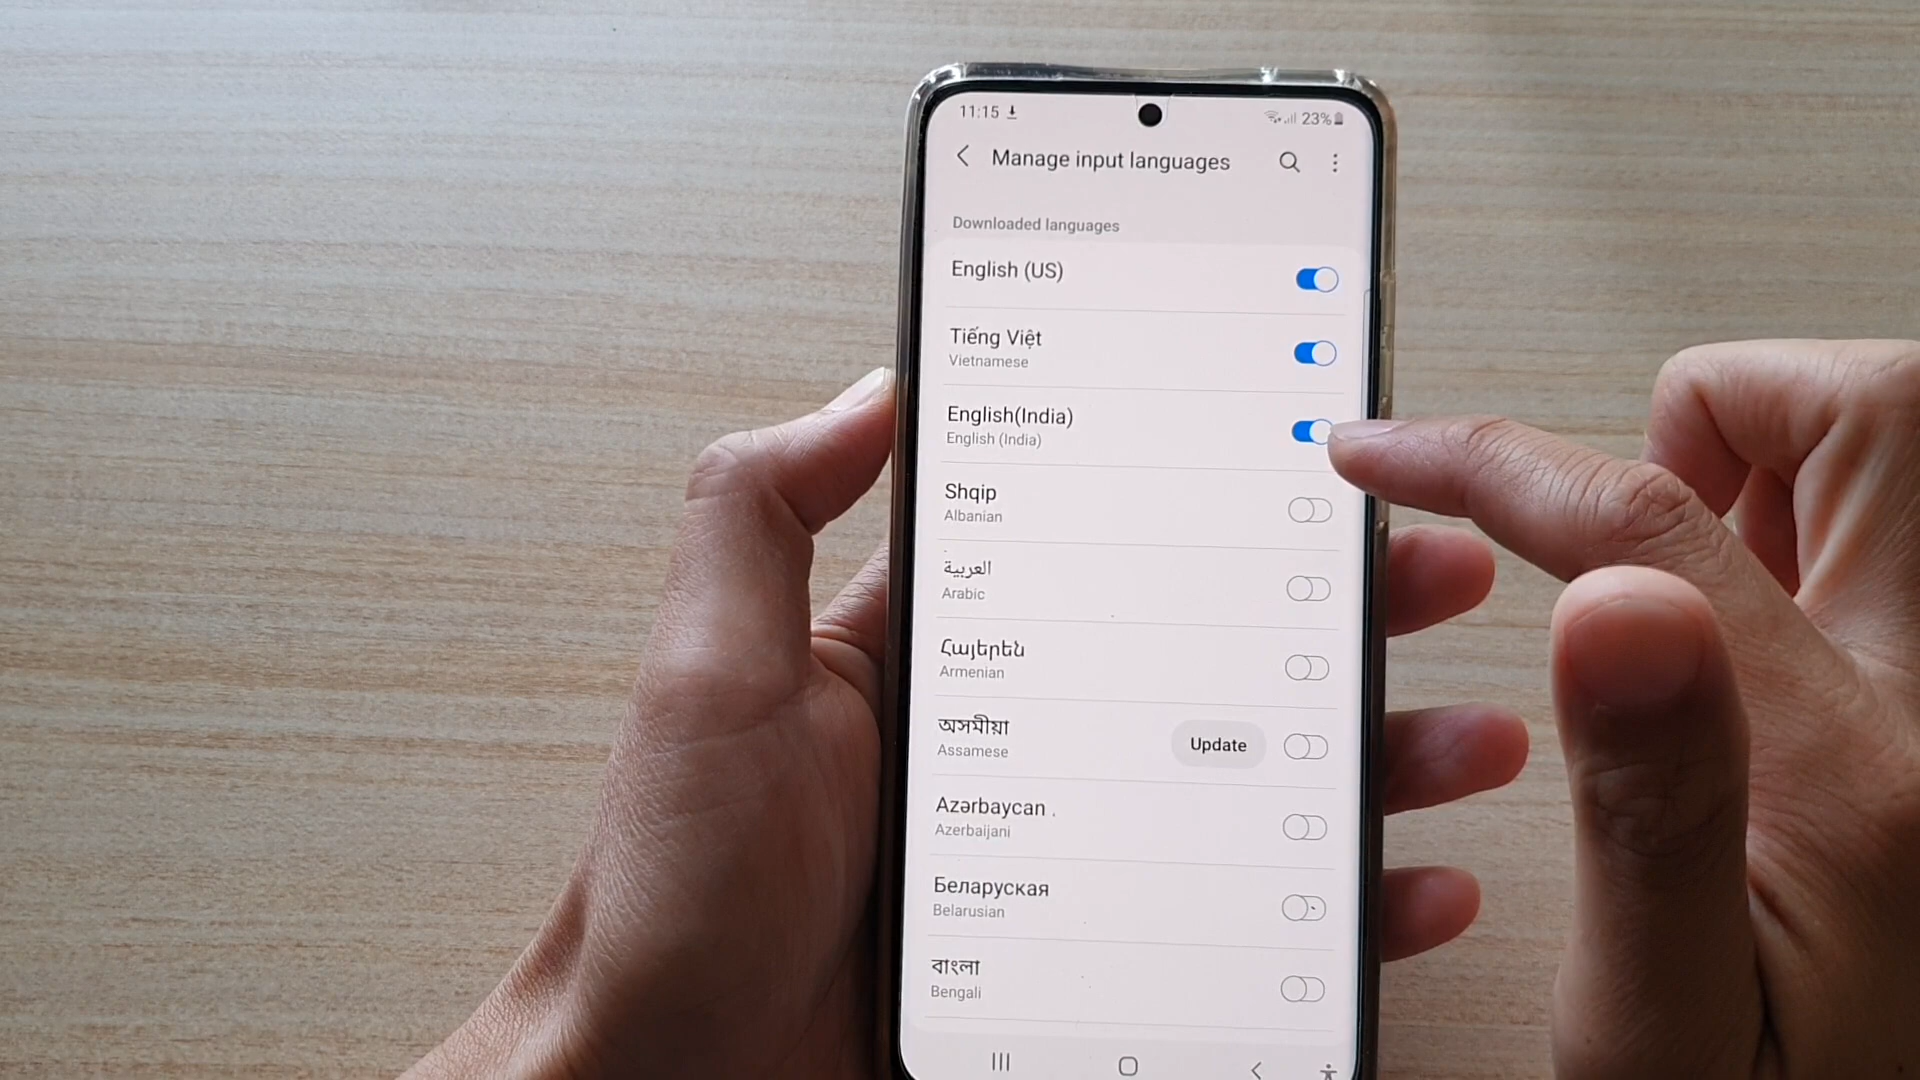 11:15
23%
Manage input languages
Downloaded languages
English (US)
Tiếng Việt
Vietnamese
English(India)
English (India)
Shqip
Albanian
العربية
Arabic
Հայերեն
Armenian
অসমীয়া
Assamese
Update
Azərbaycan
Azerbaijani
Беларуская
Belarusian
বাংলা
Bengali